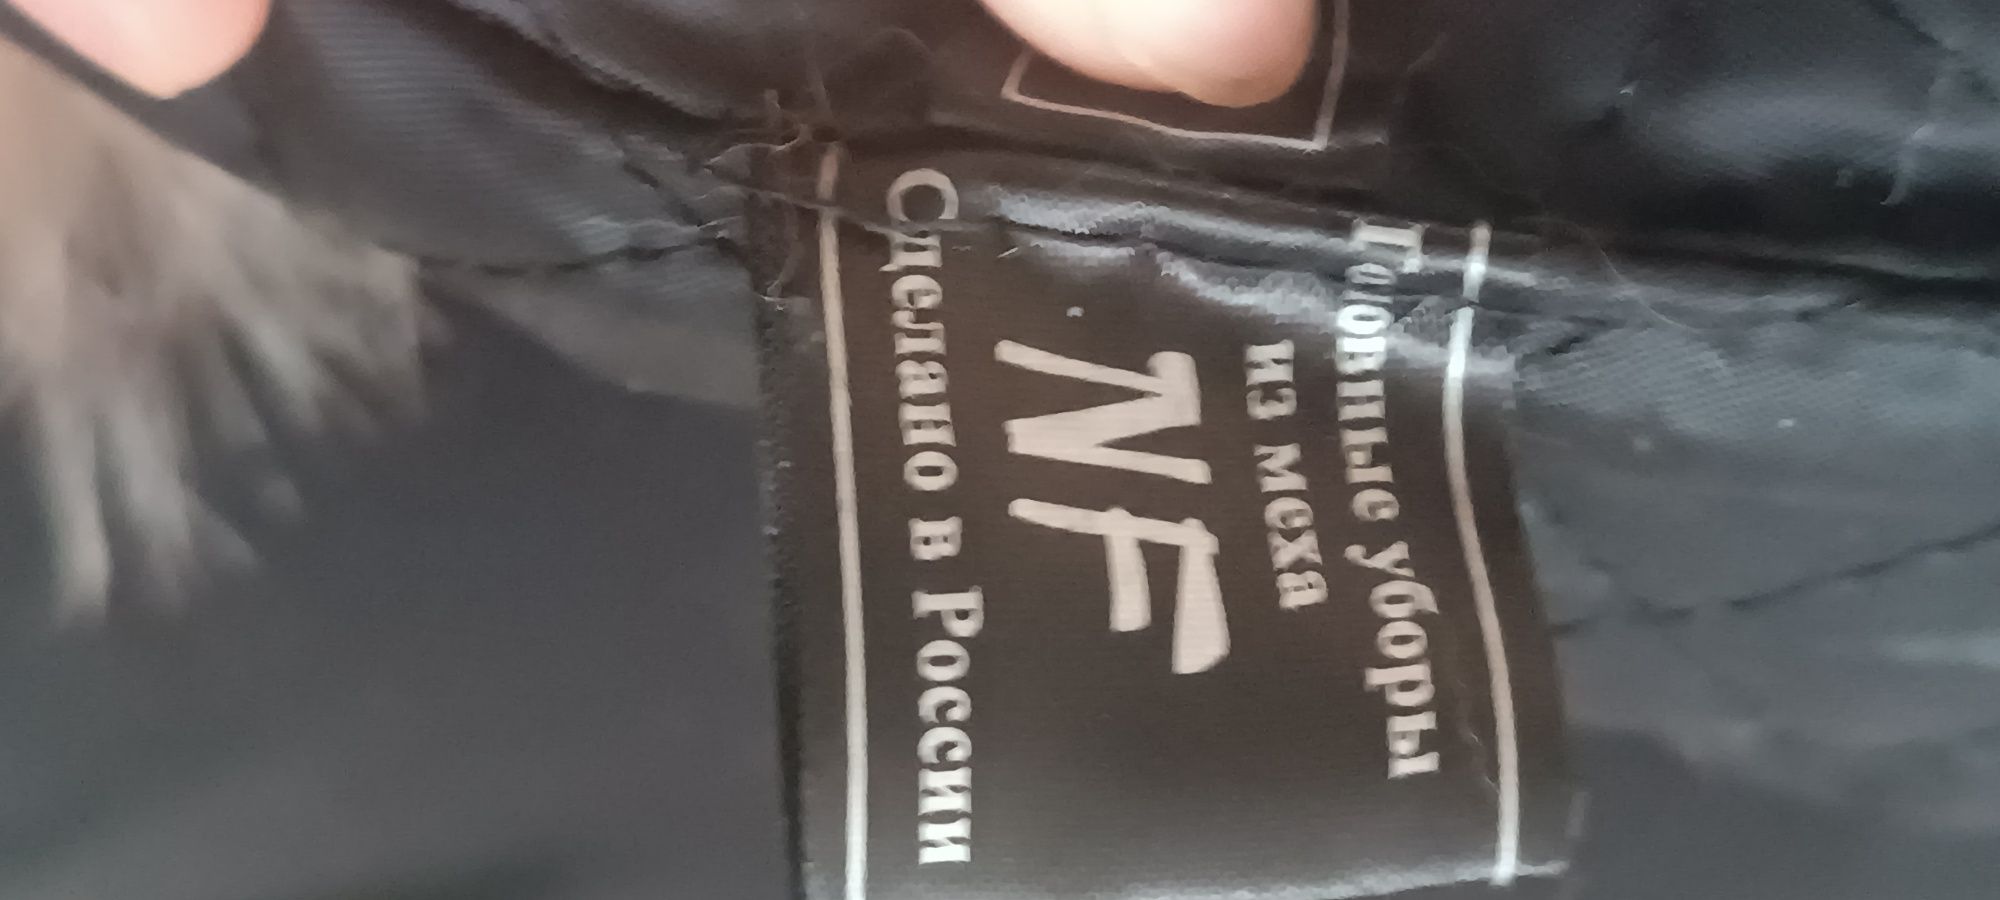 Головные уборы
из меха
NF
Сделано в России